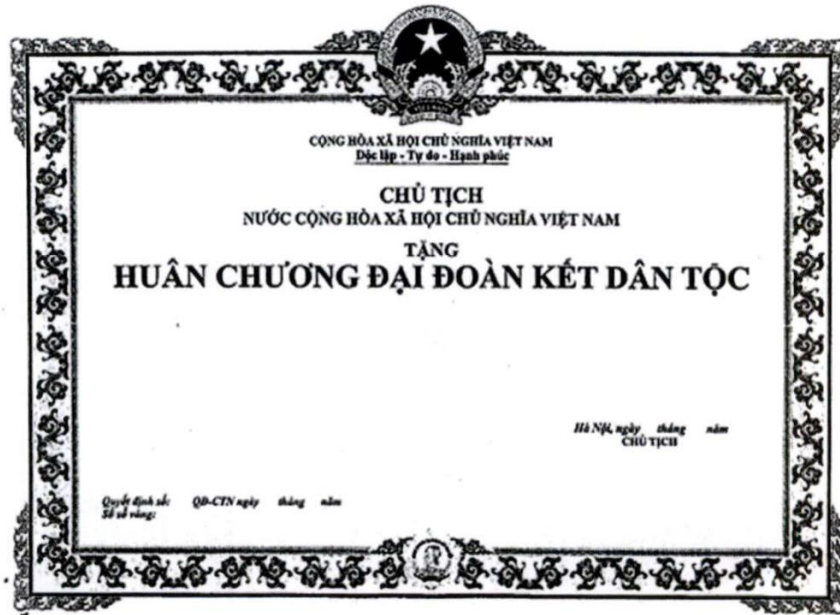 CỘNG HÒA XÃ HỘI CHỦ NGHĨA VIỆT NAM
Độc lập - Tự do - Hạnh phúc
CHỦ TỊCH
NƯỚC CỘNG HÒA XÃ HỘI CHỦ NGHĨA VIỆT NAM
TẶNG
HUÂN CHƯƠNG ĐẠI ĐOÀN KẾT DÂN TỘC
Hà Nội, ngày tháng năm
CHỦ TỊCH
Quyết định số: QĐ-CTN ngày tháng năm
Số sổ vàng: